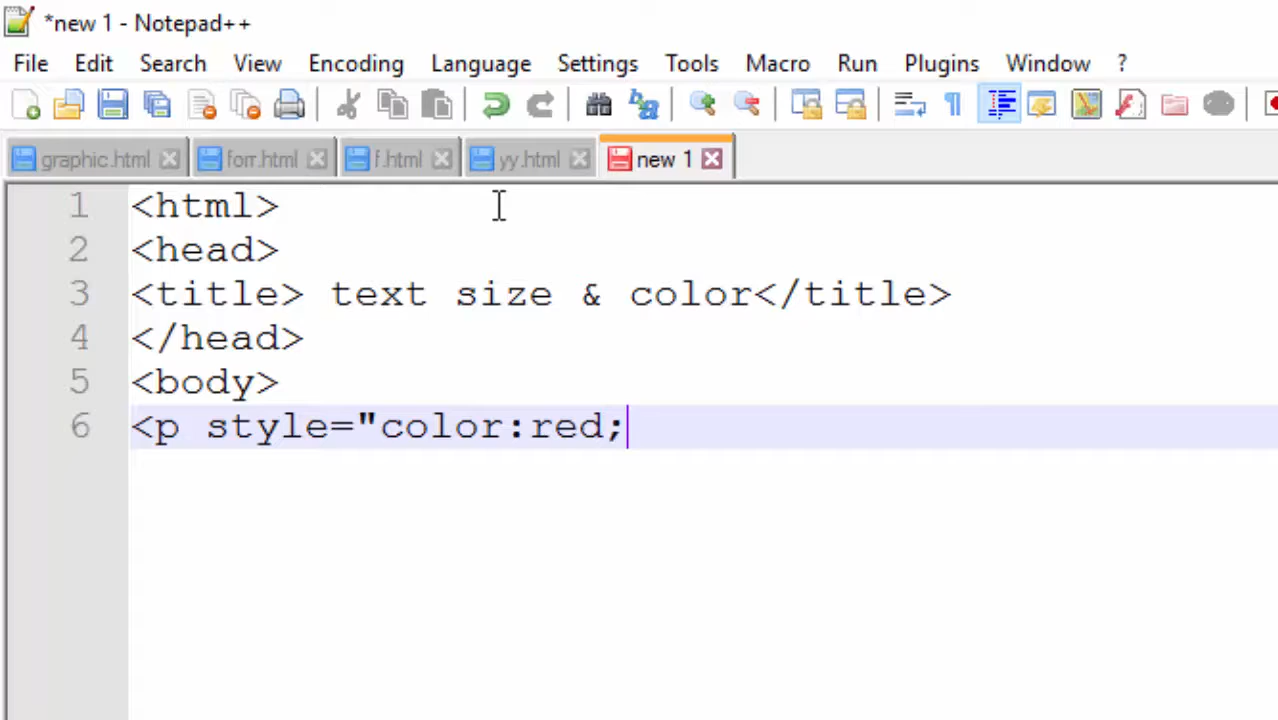 *new 1 - Notepad++
File Edit Search View Encoding Language Settings Tools Macro Run Plugins Window ?
graphic.html forr.html f.html yy.html new 1
1 <html>
2 <head>
3 <title> text size & color</title>
4 </head>
5 <body>
6 <p style="color:red;